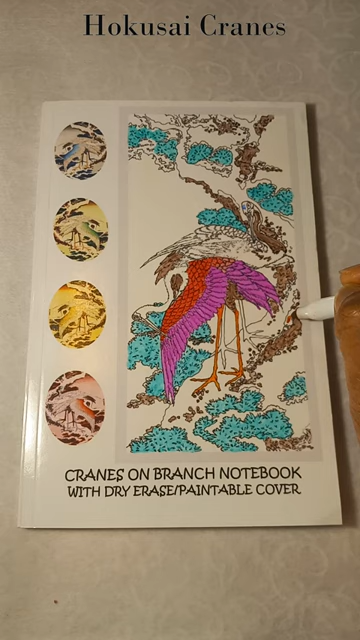 Hokusai Cranes
CRANES ON BRANCH NOTEBOOK
WITH DRY ERASE/PAINTABLE COVER